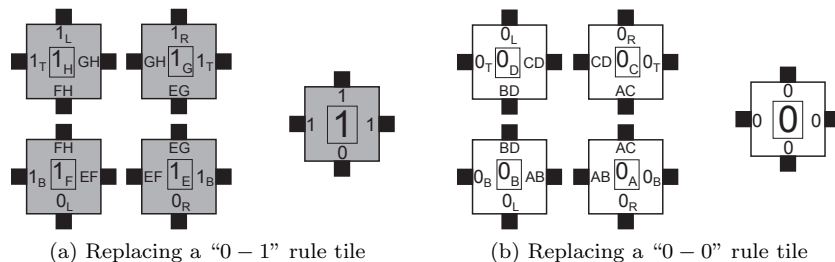 1L 1R
1T 1H GH GH 1G 1T
FH EG
FH EG
1B 1F EF EF 1E 1B
0L 0R
1
1 1 1
0
(a) Replacing a “0 – 1” rule tile
0L 0R
0T 0D CD CD 0C 0T
BD AC
BD AC
0B 0B AB AB 0A 0B
0L 0R
0
0 0 0
0
(b) Replacing a “0 – 0” rule tile